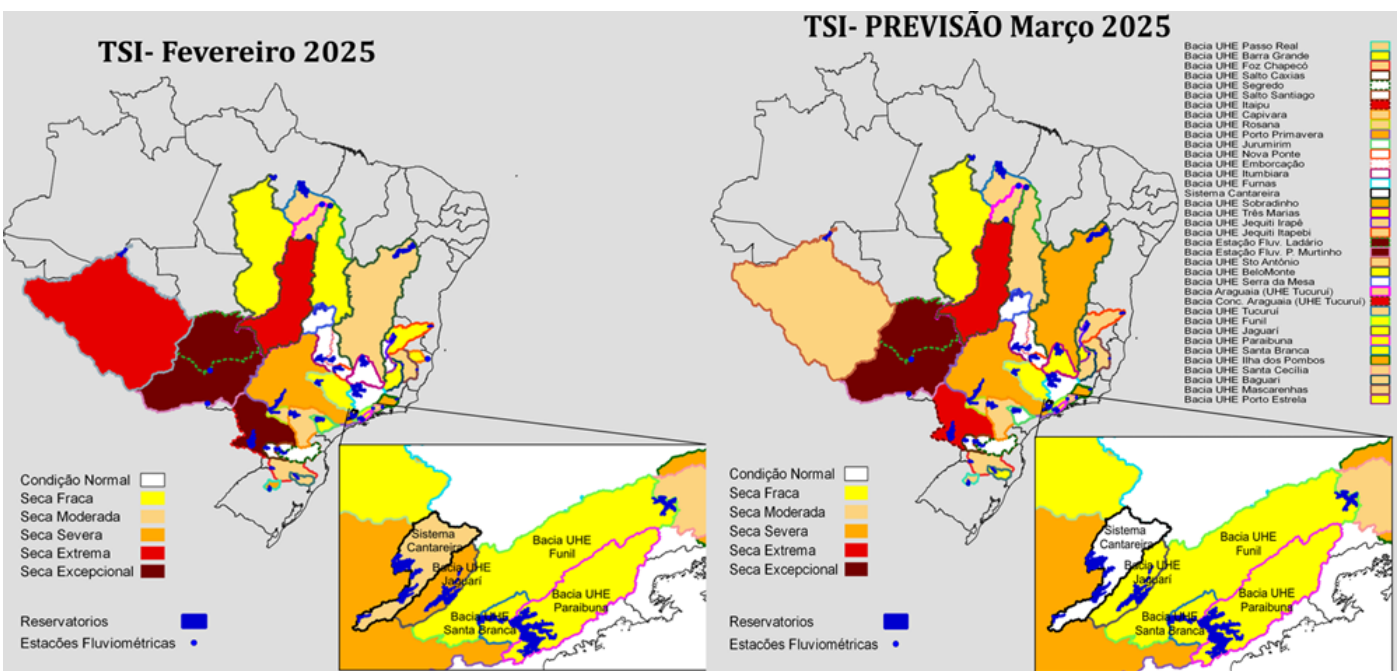 TSI- Fevereiro 2025
Condição Normal
Seca Fraca
Seca Moderada
Seca Severa
Seca Extrema
Seca Excepcional
Reservatorios
Estacões Fluviométricas
Sistema
Cantareira
Bacia UHE
Funil
Bacia UHE
Jaguarí
Bacia UHE
Paraibuna
Bacia UHE
Santa Branca
TSI- PREVISÃO Março 2025
Bacia UHE Passo Real
Bacia UHE Barra Grande
Bacia UHE Foz Chapecó
Bacia UHE Salto Caxias
Bacia UHE Segredo
Bacia UHE Salto Santiago
Bacia UHE Itaipu
Bacia UHE Capivara
Bacia UHE Rosana
Bacia UHE Porto Primavera
Bacia UHE Jurumirim
Bacia UHE Nova Ponte
Bacia UHE Emborcação
Bacia UHE Itumbiara
Bacia UHE Furnas
Sistema Cantareira
Bacia UHE Sobradinho
Bacia UHE Três Marias
Bacia UHE Jequiti Irapê
Bacia UHE Jequiti Itapebi
Bacia Estação Fluv. Ladário
Bacia Estação Fluv. P. Murtinho
Bacia UHE Sto Antônio
Bacia UHE BeloMonte
Bacia UHE Serra da Mesa
Bacia Araguaia (UHE Tucuruí)
Bacia Conc. Araguaia (UHE Tucuruí)
Bacia UHE Tucuruí
Bacia UHE Funil
Bacia UHE Jaguarí
Bacia UHE Paraibuna
Bacia UHE Santa Branca
Bacia UHE Ilha dos Pombos
Bacia UHE Santa Cecília
Bacia UHE Baguari
Bacia UHE Mascarenhas
Bacia UHE Porto Estrela
Condição Normal
Seca Fraca
Seca Moderada
Seca Severa
Seca Extrema
Seca Excepcional
Reservatorios
Estacões Fluviométricas
Sistema
Cantareira
Bacia UHE
Funil
Bacia UHE
Jaguarí
Bacia UHE
Paraibuna
Bacia UHE
Santa Branca